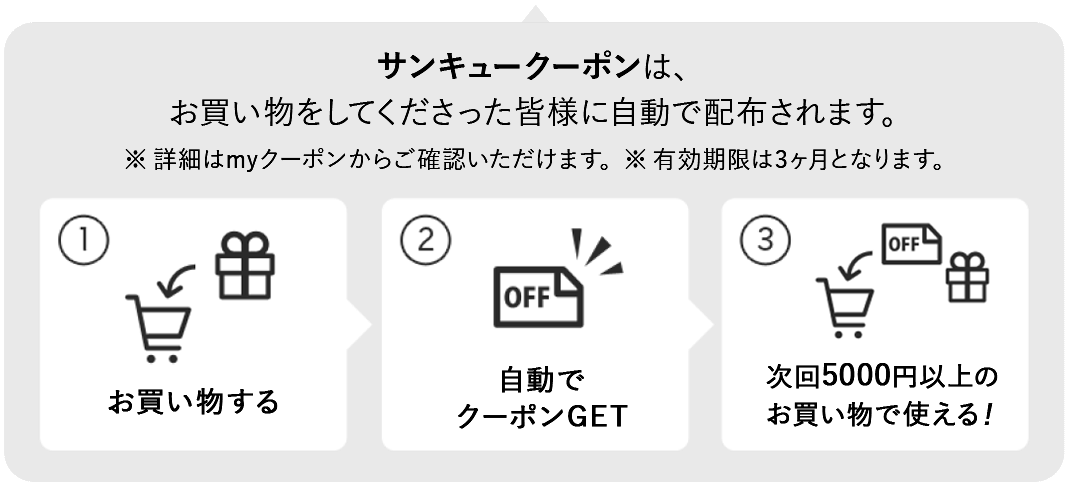 サンキュークーポンは、
お買い物をしてくださった皆様に自動で配布されます。
※ 詳細はmyクーポンからご確認いただけます。 ※ 有効期限は3ヶ月となります。
1
お買い物する
2
OFF
自動で
クーポンGET
3
OFF
次回5000円以上の
お買い物で使える!